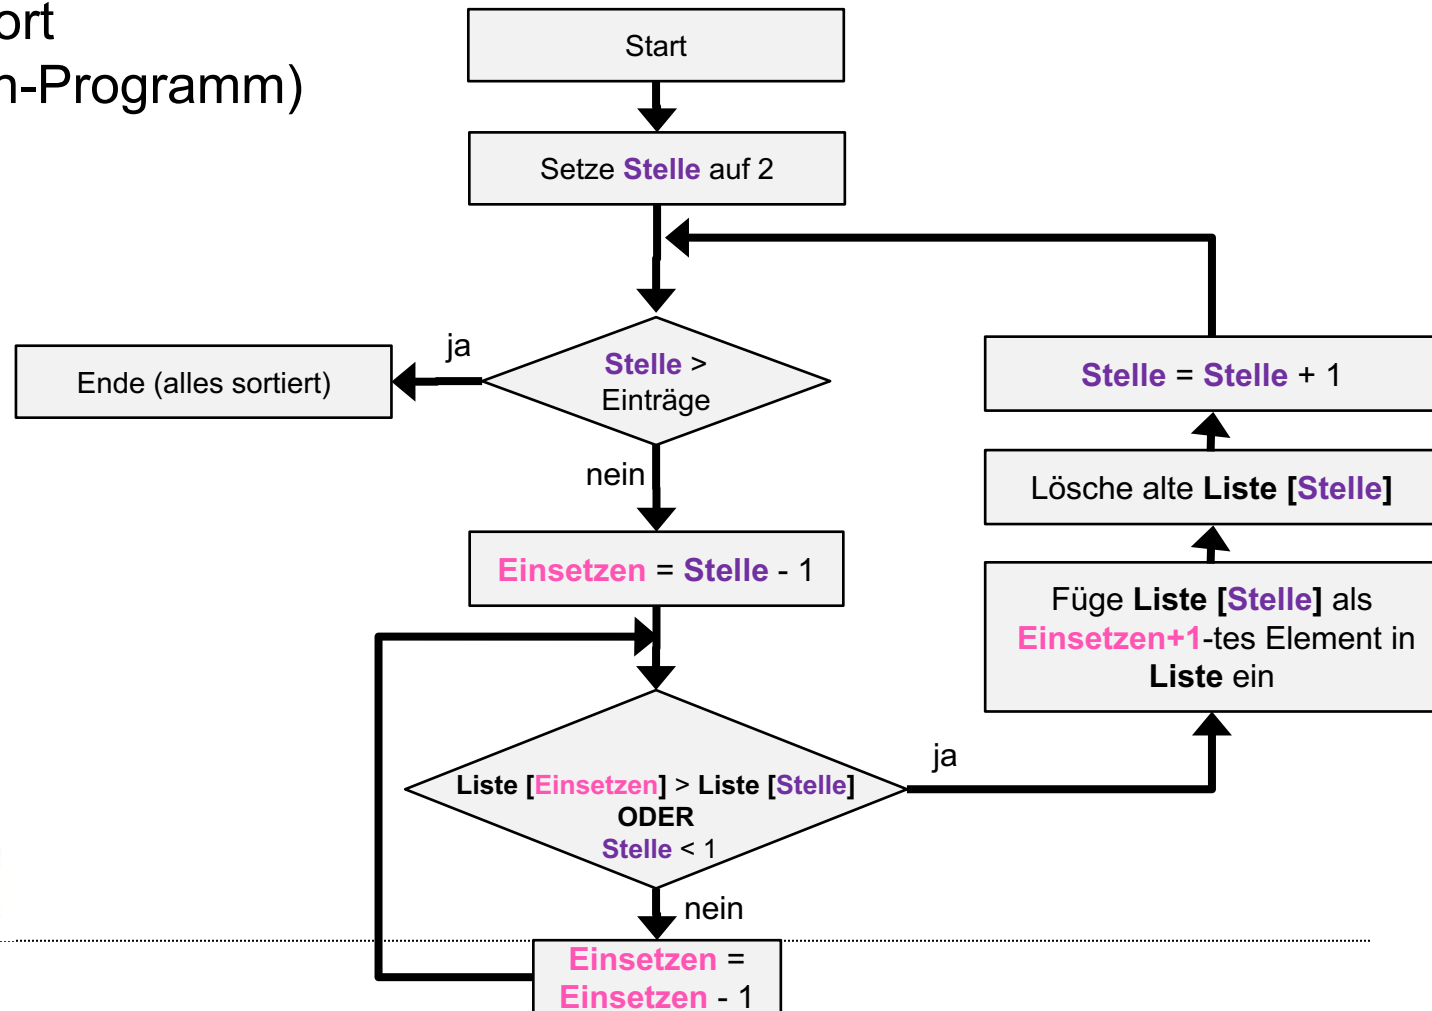 ort
n-Programm)
Start
Setze Stelle auf 2
Stelle >
Einträge
ja
Ende (alles sortiert)
nein
Einsetzen = Stelle - 1
Liste [Einsetzen] > Liste [Stelle]
ODER
Stelle < 1
nein
Einsetzen =
Einsetzen - 1
ja
Füge Liste [Stelle] als
Einsetzen+1-tes Element in
Liste ein
Lösche alte Liste [Stelle]
Stelle = Stelle + 1